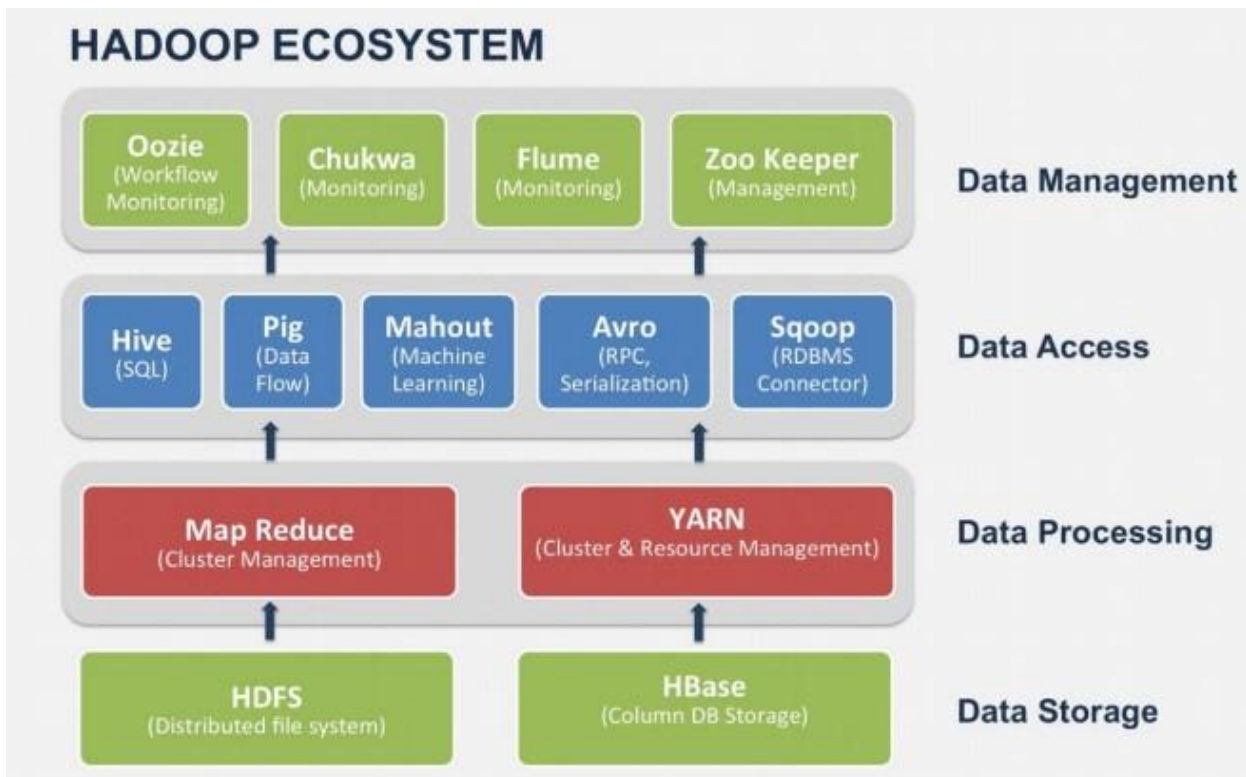 HADOOP ECOSYSTEM
Oozie
(Workflow
Monitoring)
Chukwa
(Monitoring)
Flume
(Monitoring)
Zoo Keeper
(Management)
Data Management
Hive
(SQL)
Pig
(Data
Flow)
Mahout
(Machine
Learning)
Avro
(RPC,
Serialization)
Sqoop
(RDBMS
Connector)
Data Access
Map Reduce
(Cluster Management)
YARN
(Cluster & Resource Management)
Data Processing
HDFS
(Distributed file system)
HBase
(Column DB Storage)
Data Storage